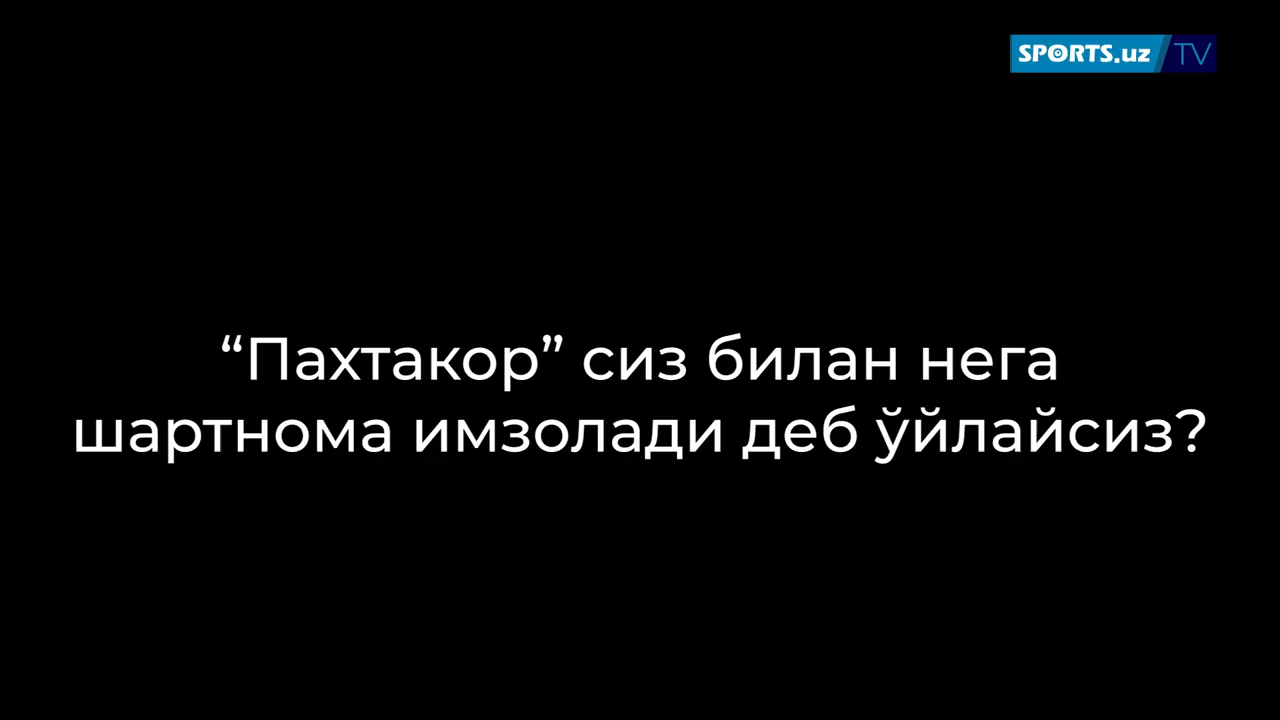 SPORTS.uz TV
“Пахтакор” сиз билан нега
шартнома имзолади деб ўйлайсиз?